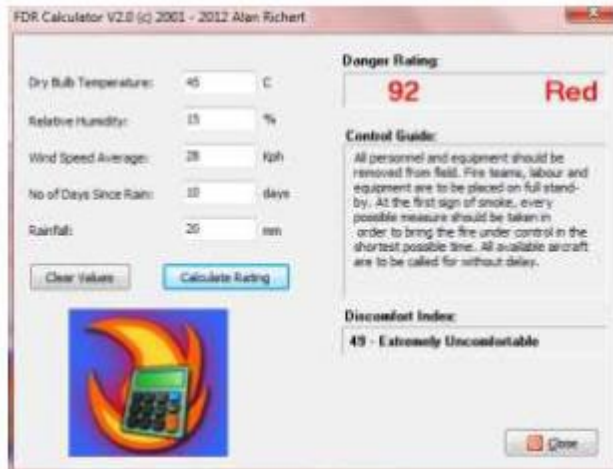 FDR Calculator V2.0 (c) 2001 - 2012 Alan Richert
Dry Bulb Temperature: 45 C
Relative Humidity: 15 %
Wind Speed Average: 28 Kph
No of Days Since Rain: 10 days
Rainfall: 20 mm
Clear Values
Calculate Rating
Danger Rating:
92 Red
Control Guide:
All personnel and equipment should be
removed from field. Fire teams, labour and
equipment are to be placed on full stand-
by. At the first sign of smoke, every
possible measure should be taken in
order to bring the fire under control in the
shortest possible time. All available aircraft
are to be called for without delay.
Discomfort Index:
49 - Extremely Uncomfortable
Close